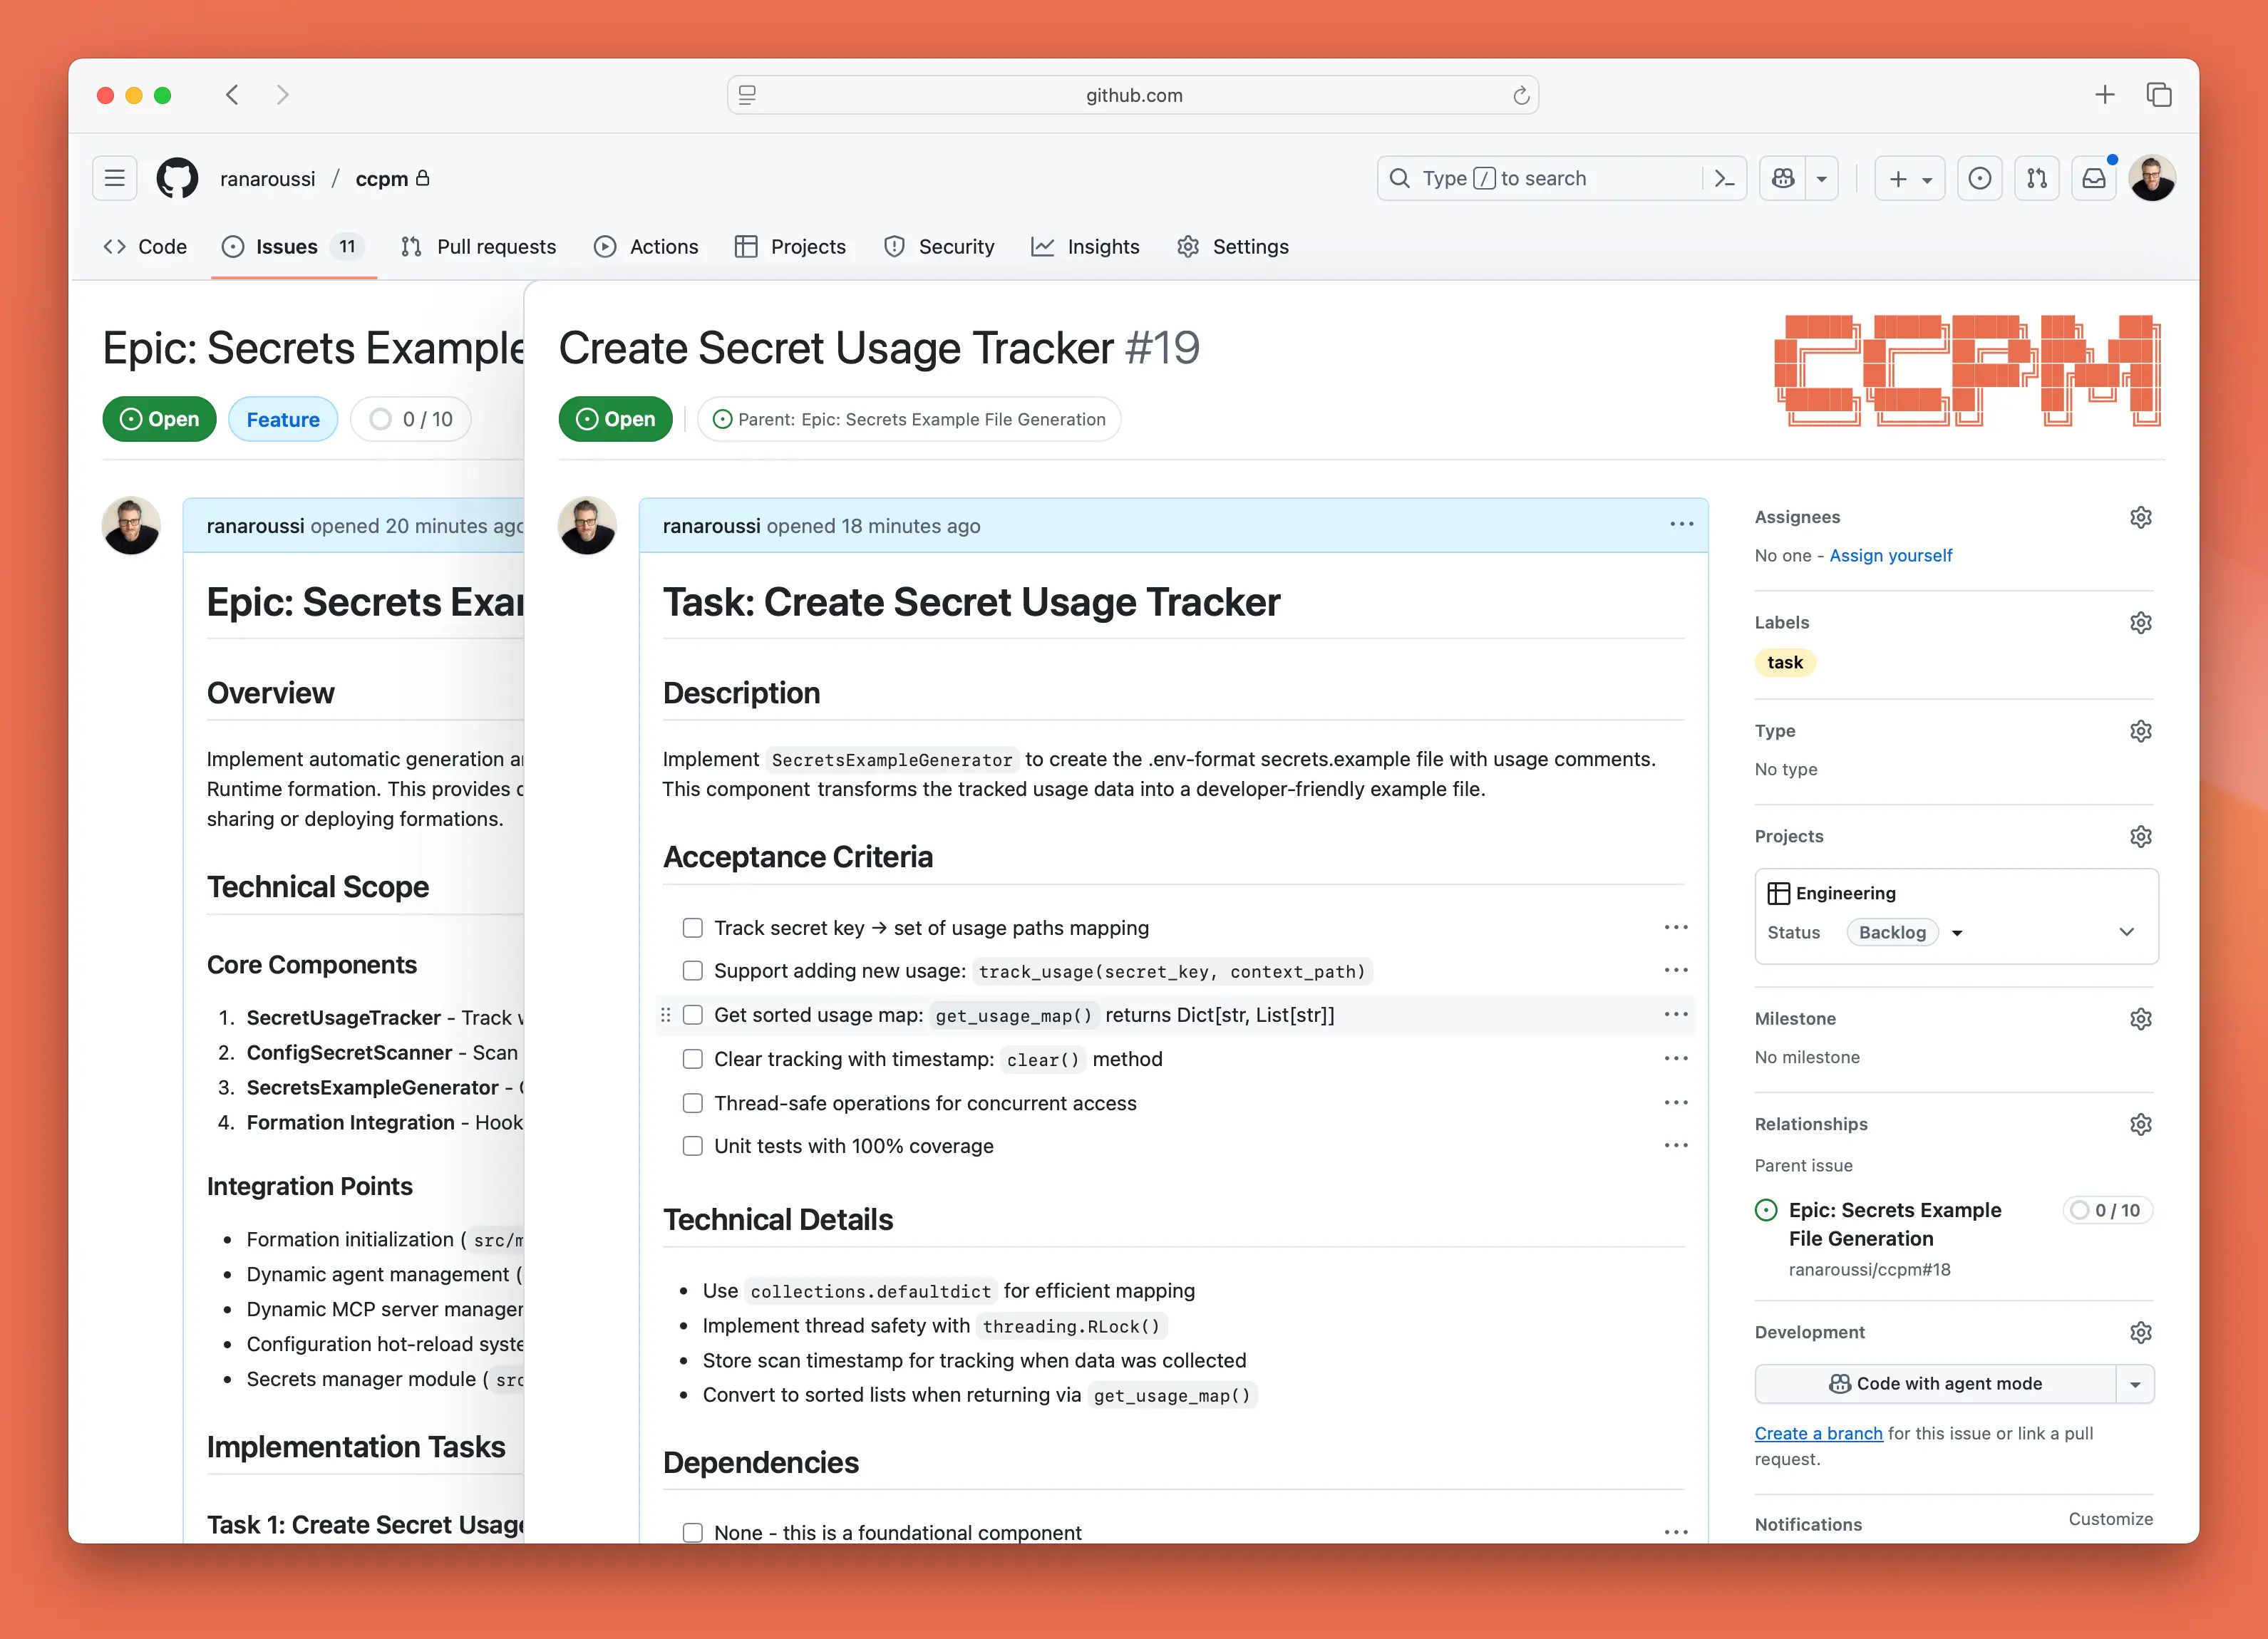 github.com
ranaroussi / ccpm
Type / to search
Code
Issues 11
Pull requests
Actions
Projects
Security
Insights
Settings
Epic: Secrets Example
Open
Feature
0 / 10
ranaroussi opened 20 minutes ago
Epic: Secrets Exa
Overview
Implement automatic generation
Runtime formation. This provides
sharing or deploying formations.
Technical Scope
Core Components
1. SecretUsageTracker - Track
2. ConfigSecretScanner - Scan
3. SecretsExampleGenerator -
4. Formation Integration - Hook
Integration Points
Formation initialization ( src/m
Dynamic agent management (
Dynamic MCP server manager
Configuration hot-reload syste
Secrets manager module ( src
Implementation Tasks
Task 1: Create Secret Usage
Create Secret Usage Tracker #19
CCPM
Open
Parent: Epic: Secrets Example File Generation
ranaroussi opened 18 minutes ago
Task: Create Secret Usage Tracker
Description
Implement SecretsExampleGenerator to create the .env-format secrets.example file with usage comments.
This component transforms the tracked usage data into a developer-friendly example file.
Acceptance Criteria
Track secret key → set of usage paths mapping
Support adding new usage: track_usage(secret_key, context_path)
Get sorted usage map: get_usage_map() returns Dict[str, List[str]]
Clear tracking with timestamp: clear() method
Thread-safe operations for concurrent access
Unit tests with 100% coverage
Technical Details
Use collections.defaultdict for efficient mapping
Implement thread safety with threading.RLock()
Store scan timestamp for tracking when data was collected
Convert to sorted lists when returning via get_usage_map()
Dependencies
None - this is a foundational component
Assignees
No one - Assign yourself
Labels
task
Type
No type
Projects
Engineering
Status Backlog
Milestone
No milestone
Relationships
Parent issue
Epic: Secrets Example
File Generation
0 / 10
ranaroussi/ccpm#18
Development
Code with agent mode
Create a branch for this issue or link a pull
request.
Notifications
Customize